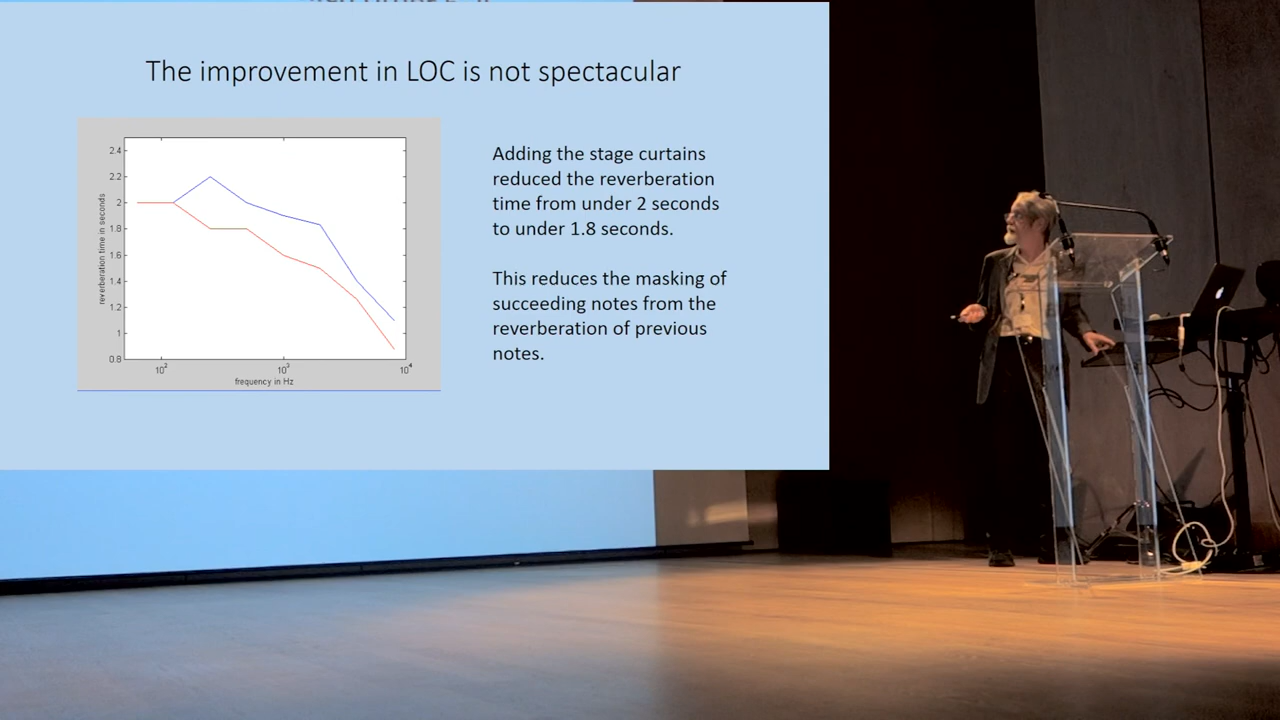 The improvement in LOC is not spectacular
Adding the stage curtains
reduced the reverberation
time from under 2 seconds
to under 1.8 seconds.
This reduces the masking of
succeeding notes from the
reverberation of previous
notes.
2.4
2.2
2
1.8
1.6
1.4
1.2
1
0.8
reverberation time in seconds
10²
10³
10⁴
frequency in Hz